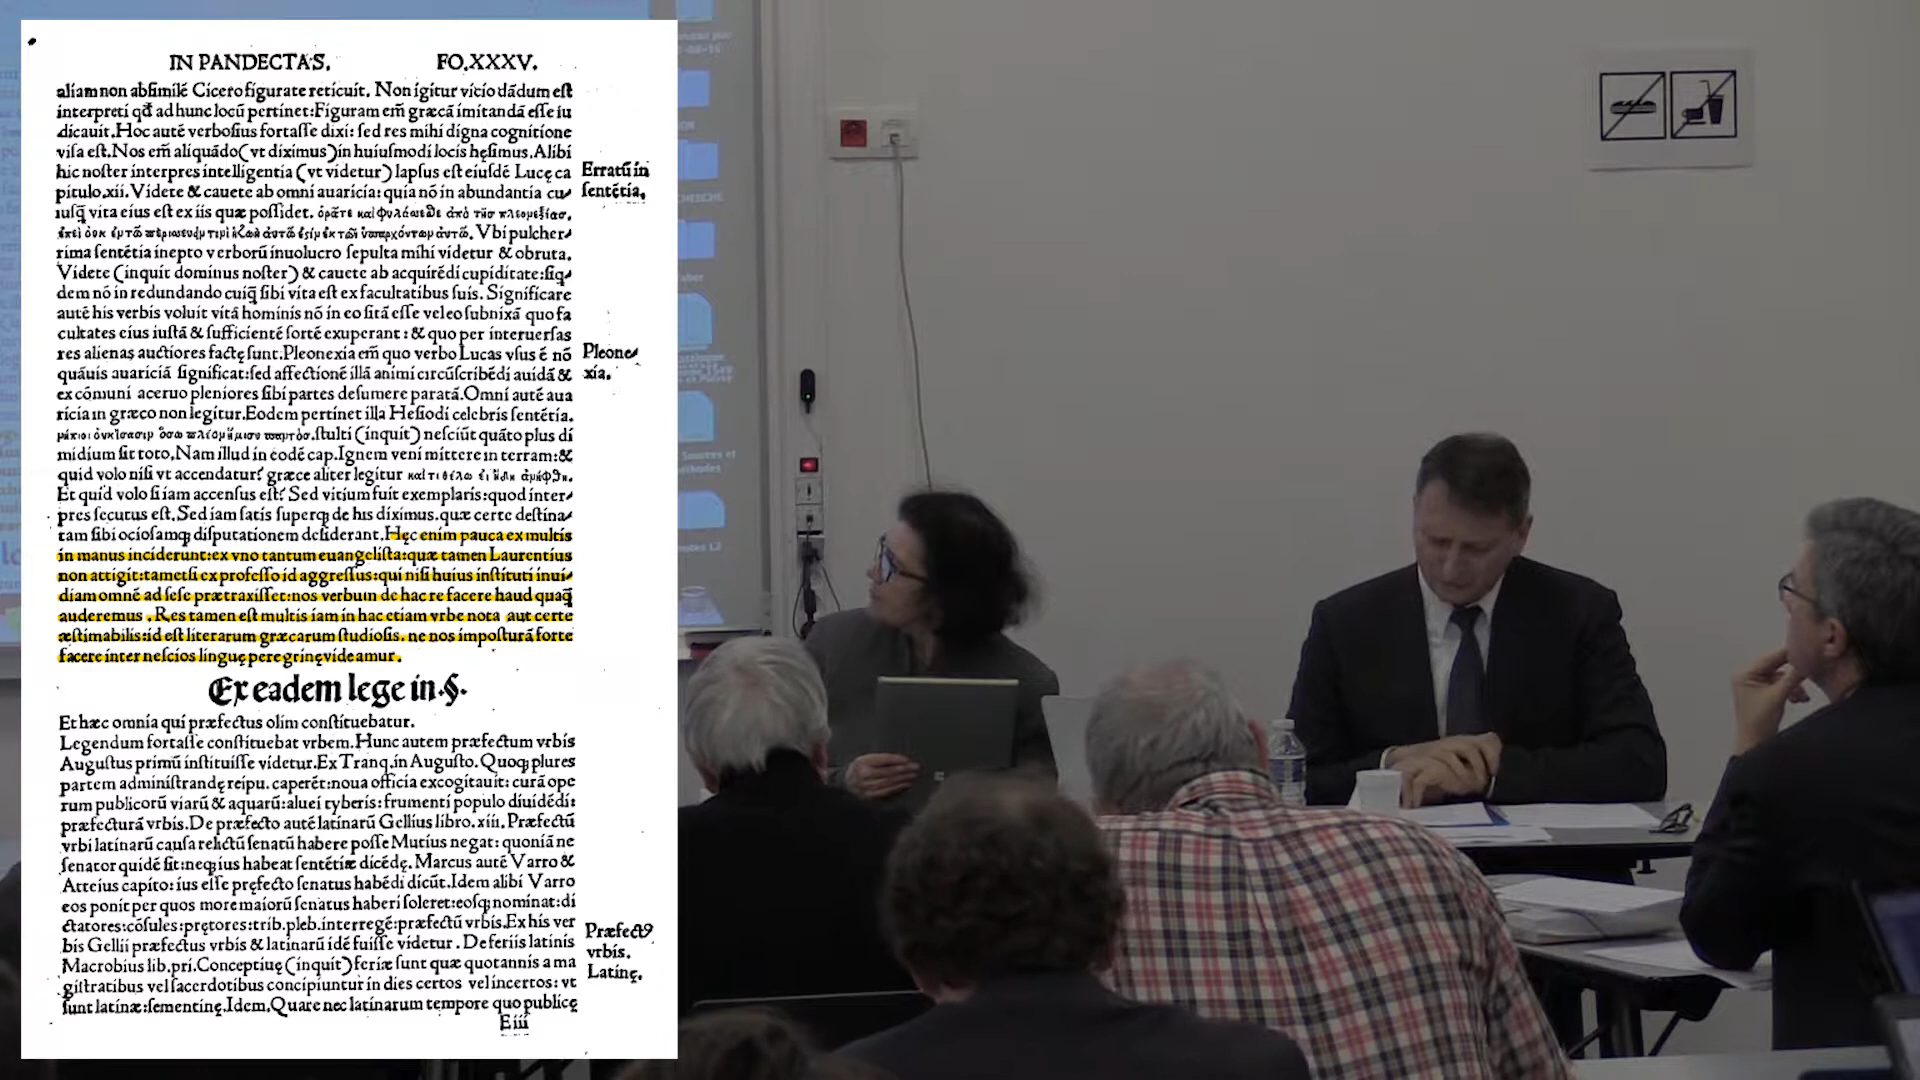 IN PANDECTAS. FO.XXXV.
aliam non absimilē Cicero figurate reticuit. Non igitur vitio dādum est
interpreti qđ ad hunc locū pertinet:Figuram em̄ græcā imitandā esse iu
dicauit.Hoc autē verbosius fortasse dixi: sed res mihi digna cognitione
visa est.Nos em̄ aliquādo(vt diximus)in huiusmodi locis hęsimus.Alibi
hic noster interpres intelligentia (vt videtur) lapsus est eiusdē Lucę ca
pitulo.xii. Videte & cauete ab omni auaricia: quia nō in abundantia cu⸗
iusq̄ vita eius est ex iis quæ possidet. ὁρᾶτε καὶ φυλάσσεσθε ἀπὸ τῆσ πλεομεξίασ.
Vbi pulcher⸗
rima sentētia inepto verborū inuolucro sepulta mihi videtur & obruta.
Videte (inquit dominus noster) & cauete ab acquirēdi cupiditate:siq⸗
dem nō in redundando cuiq̄ sibi vita est ex facultatibus suis. Significare
autē his verbis voluit vitā hominis nō in eo sitā esse vel eo subnixā quo fa
cultates eius iustā & sufficientē sortē exuperant : & quo per interuersas
res alienas auctiores factę sunt.Pleonexia em̄ quo verbo Lucas vsus ē nō
quāuis auariciā significat:sed affectionē illā animi circūscribēdi auidā &
ex cōmuni aceruo pleniores sibi partes desumere paratā.Omni autē aua
ricia in græco non legitur.Eodem pertinet illa Hesiodi celebris sentētia.
stulti (inquit) nesciūt quāto plus di
midium sit toto.Nam illud in eodē cap.Ignem veni mittere in terram:&
quid volo nisi vt accendatur? græce aliter legitur
Et quid volo si iam accensus est? Sed vitium fuit exemplaris:quod inter⸗
pres secutus est.Sed iam satis superq; de his diximus.quæ certe destina⸗
tam sibi ociosamq; disputationem desiderant.Hęc enim pauca ex multis
in manus inciderunt:ex vno tantum euangelista:quæ tamen Laurentius
non attigit:tametsi ex professo id aggressus:qui nisi huius instituti inui⸗
diam omnē ad sese prætraxisset:nos verbum de hac re facere haud quaq̄
auderemus . Res tamen est multis iam in hac etiam vrbe nota aut certe
æstimabilis:id est literarum græcarum studiosis. ne nos imposturā forte
facere inter nescios linguę peregrinę videamur.
Erratū in
sentētia.
Pleone⸗
xia.
Ex eadem lege in.§.
Et hæc omnia qui præfectus olim constituebatur.
Legendum fortasse constituebat vrbem.Hunc autem præfectum vrbis
Augustus primū instituisse videtur.Ex Tranq.in Augusto. Quoq; plures
partem administrandę reipu. caperēt:noua officia excogitauit: curā ope
rum publicorū viarū & aquarū:aluei tyberis:frumenti populo diuidēdi:
præfecturā vrbis.De præfecto autē latinarū Gellius libro.xiii. Præfectū
vrbi latinarū causa relictū senatū habere posse Mutius negat: quoniā ne
senator quidē sit:neq; ius habeat sentētiæ dicēdę. Marcus autē Varro &
Atteius capito:ius esse pręfecto senatus habēdi dicūt.Idem alibi Varro
eos ponit per quos more maiorū senatus haberi soleret:eosq; nominat:di
ctatores:cōsules:prętores:trib.pleb.interregē:præfectū vrbis.Ex his ver
bis Gellii præfectus vrbis & latinarū idē fuisse videtur . De feriis latinis
Macrobius lib.pri.Conceptiuę (inquit)feriæ sunt quæ quotannis a ma
gistratibus vel sacerdotibus concipiuntur in dies certos vel incertos: vt
sunt latinæ:sementinę.Idem.Quare nec latinarum tempore quo publicę
E iii
Præfectꝰ
vrbis.
Latinę.